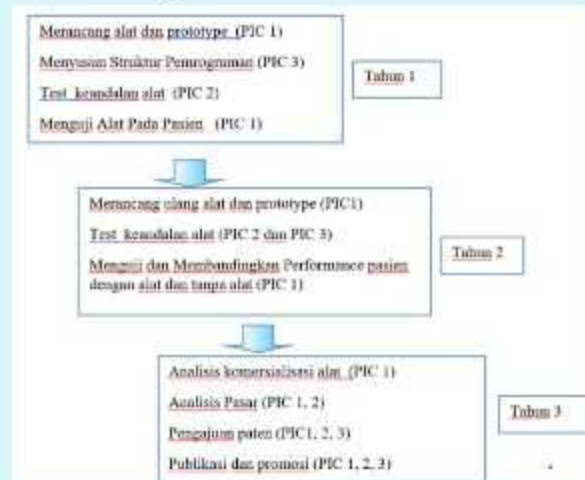 Merancang alat dan prototype (PIC 1)
Menyusun Struktur Pemrograman (PIC 3)
Test keandalan alat (PIC 2)
Menguji Alat Pada Pasien (PIC 1)
Tahun 1
Merancang ulang alat dan prototype (PIC1)
Test keandalan alat (PIC 2 dan PIC 3)
Menguji dan Membandingkan Performance pasien
dengan alat dan tanpa alat (PIC 1)
Tahun 2
Analisis komersialisasi alat (PIC 1)
Analisis Pasar (PIC 1, 2)
Pengajuan paten (PIC1, 2, 3)
Publikasi dan promosi (PIC 1, 2, 3)
Tahun 3